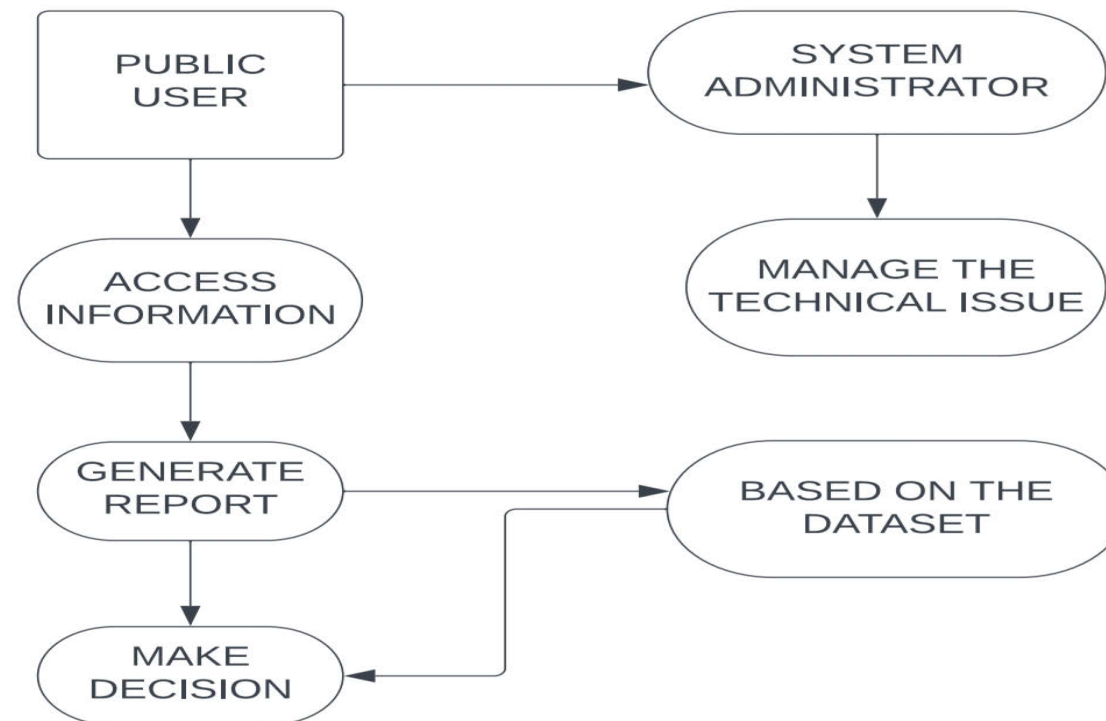 PUBLIC
USER
SYSTEM
ADMINISTRATOR
ACCESS
INFORMATION
MANAGE THE
TECHNICAL ISSUE
GENERATE
REPORT
BASED ON THE
DATASET
MAKE
DECISION